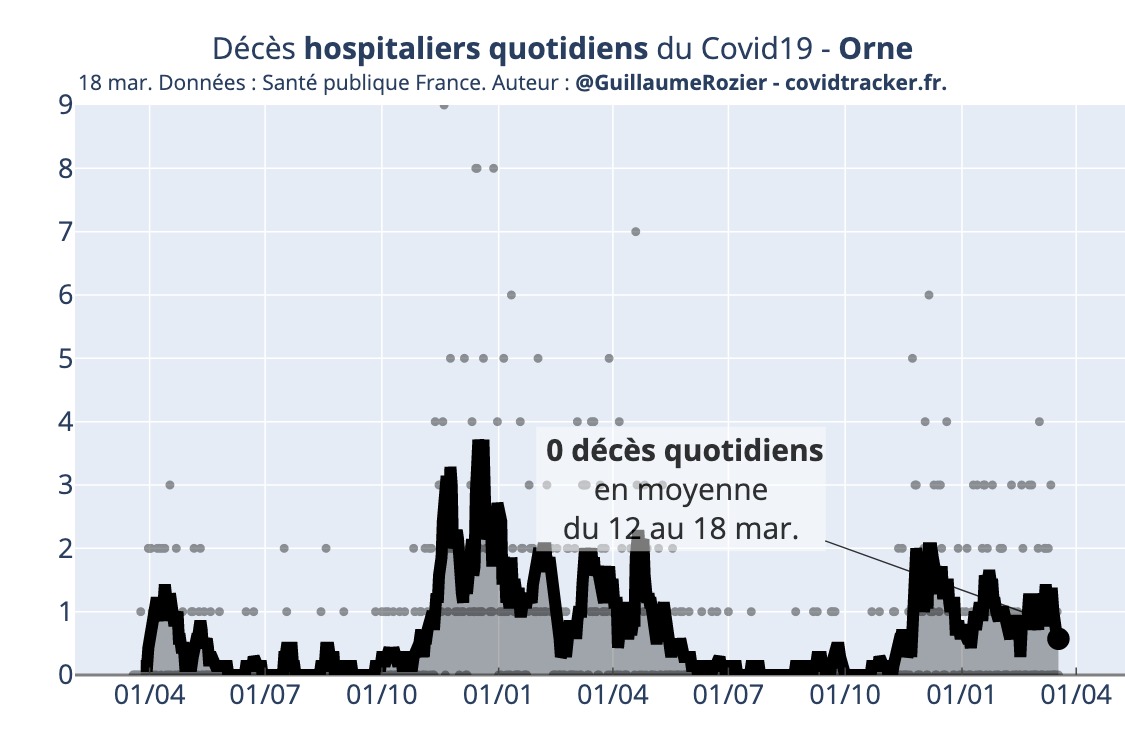 Décès hospitaliers quotidiens du Covid19 - Orne
18 mar. Données : Santé publique France. Auteur : @GuillaumeRozier - covidtracker.fr.
9
8
7
6
5
4
3
2
1
0
0 décès quotidiens
en moyenne
du 12 au 18 mar.
01/04 01/07 01/10 01/01 01/04 01/07 01/10 01/01 01/04